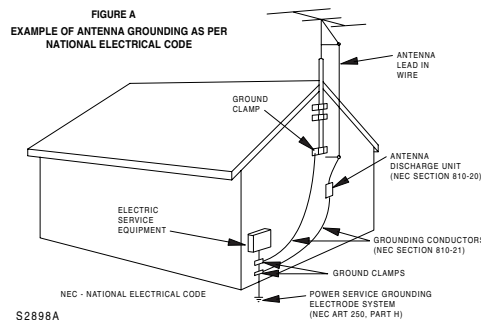 FIGURE A
EXAMPLE OF ANTENNA GROUNDING AS PER
NATIONAL ELECTRICAL CODE
ANTENNA
LEAD IN
WIRE
GROUND
CLAMP
ANTENNA
DISCHARGE UNIT
(NEC SECTION 810-20)
ELECTRIC
SERVICE
EQUIPMENT
GROUNDING CONDUCTORS
(NEC SECTION 810-21)
GROUND CLAMPS
NEC - NATIONAL ELECTRICAL CODE
POWER SERVICE GROUNDING
ELECTRODE SYSTEM
(NEC ART 250, PART H)
S2898A